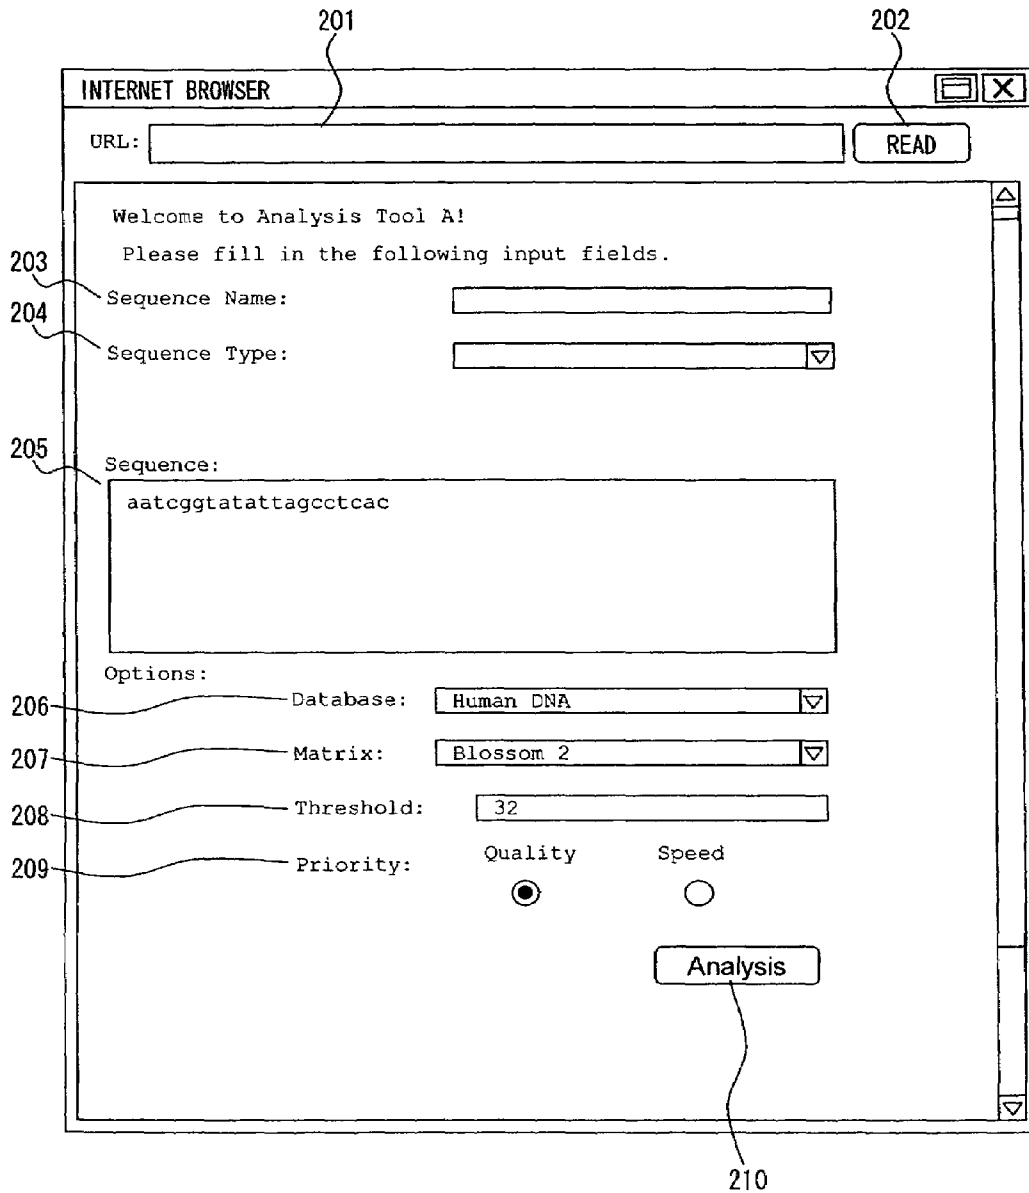 201 202
INTERNET BROWSER
URL: READ
Welcome to Analysis Tool A!
Please fill in the following input fields.
203
Sequence Name:
204
Sequence Type:
205
Sequence:
aatcggtatattagcctcac
Options:
206 Database: Human DNA
207 Matrix: Blossom 2
208 Threshold: 32
Quality Speed
209 Priority:
Analysis
210